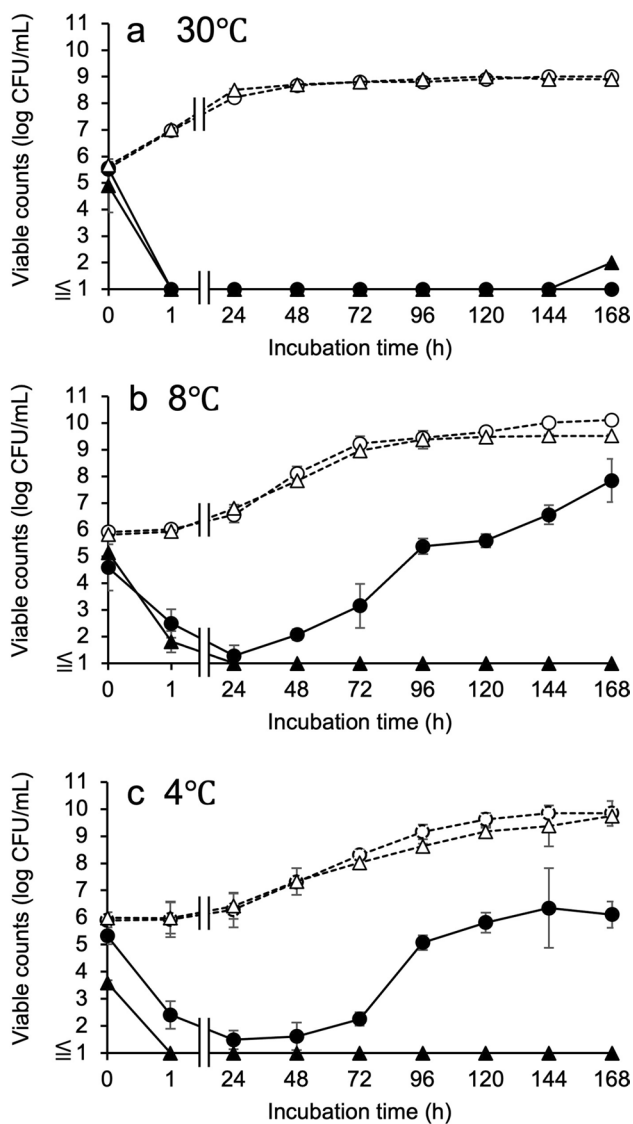 a 30℃
11
10
9
8
7
6
5
4
3
2
≦1
Viable counts (log CFU/mL)
0 1 24 48 72 96 120 144 168
Incubation time (h)
b 8℃
11
10
9
8
7
6
5
4
3
2
≦1
Viable counts (log CFU/mL)
0 1 24 48 72 96 120 144 168
Incubation time (h)
c 4℃
11
10
9
8
7
6
5
4
3
2
≦1
Viable counts (log CFU/mL)
0 1 24 48 72 96 120 144 168
Incubation time (h)